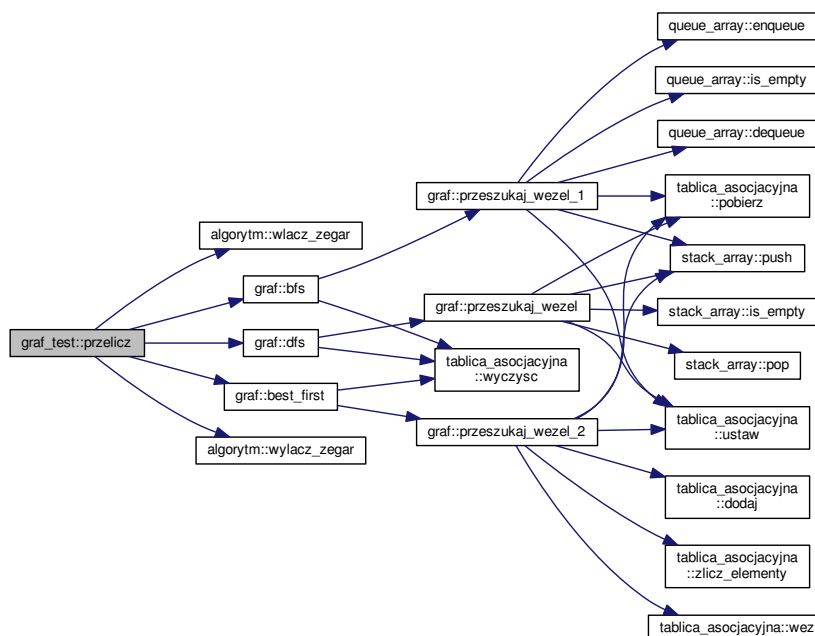 graf_test::przelicz
algorytm::wlacz_zegar
graf::bfs
graf::dfs
graf::best_first
algorytm::wylacz_zegar
graf::przeszukaj_wezel_1
graf::przeszukaj_wezel
tablica_asocjacyjna
::wyczysc
graf::przeszukaj_wezel_2
queue_array::enqueue
queue_array::is_empty
queue_array::dequeue
tablica_asocjacyjna
::pobierz
stack_array::push
stack_array::is_empty
stack_array::pop
tablica_asocjacyjna
::ustaw
tablica_asocjacyjna
::dodaj
tablica_asocjacyjna
::zlicz_elementy
tablica_asocjacyjna::wez